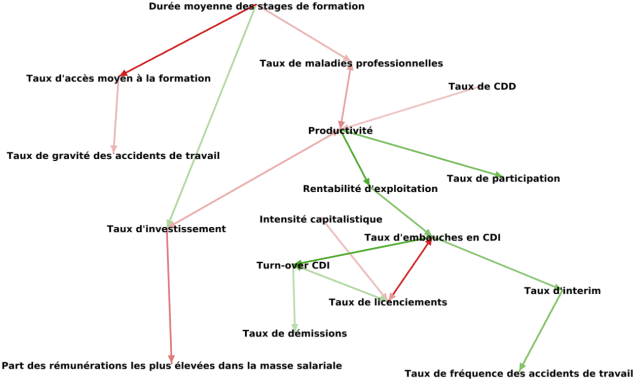 Durée moyenne des stages de formation
Taux de maladies professionnelles
Taux d'accès moyen à la formation
Taux de CDD
Productivité
Taux de gravité des accidents de travail
Taux de participation
Rentabilité d'exploitation
Intensité capitalistique
Taux d'investissement
Taux d'embauches en CDI
Turn-over CDI
Taux d'interim
Taux de licenciements
Taux de démissions
Part des rémunérations les plus élevées dans la masse salariale
Taux de fréquence des accidents de travail